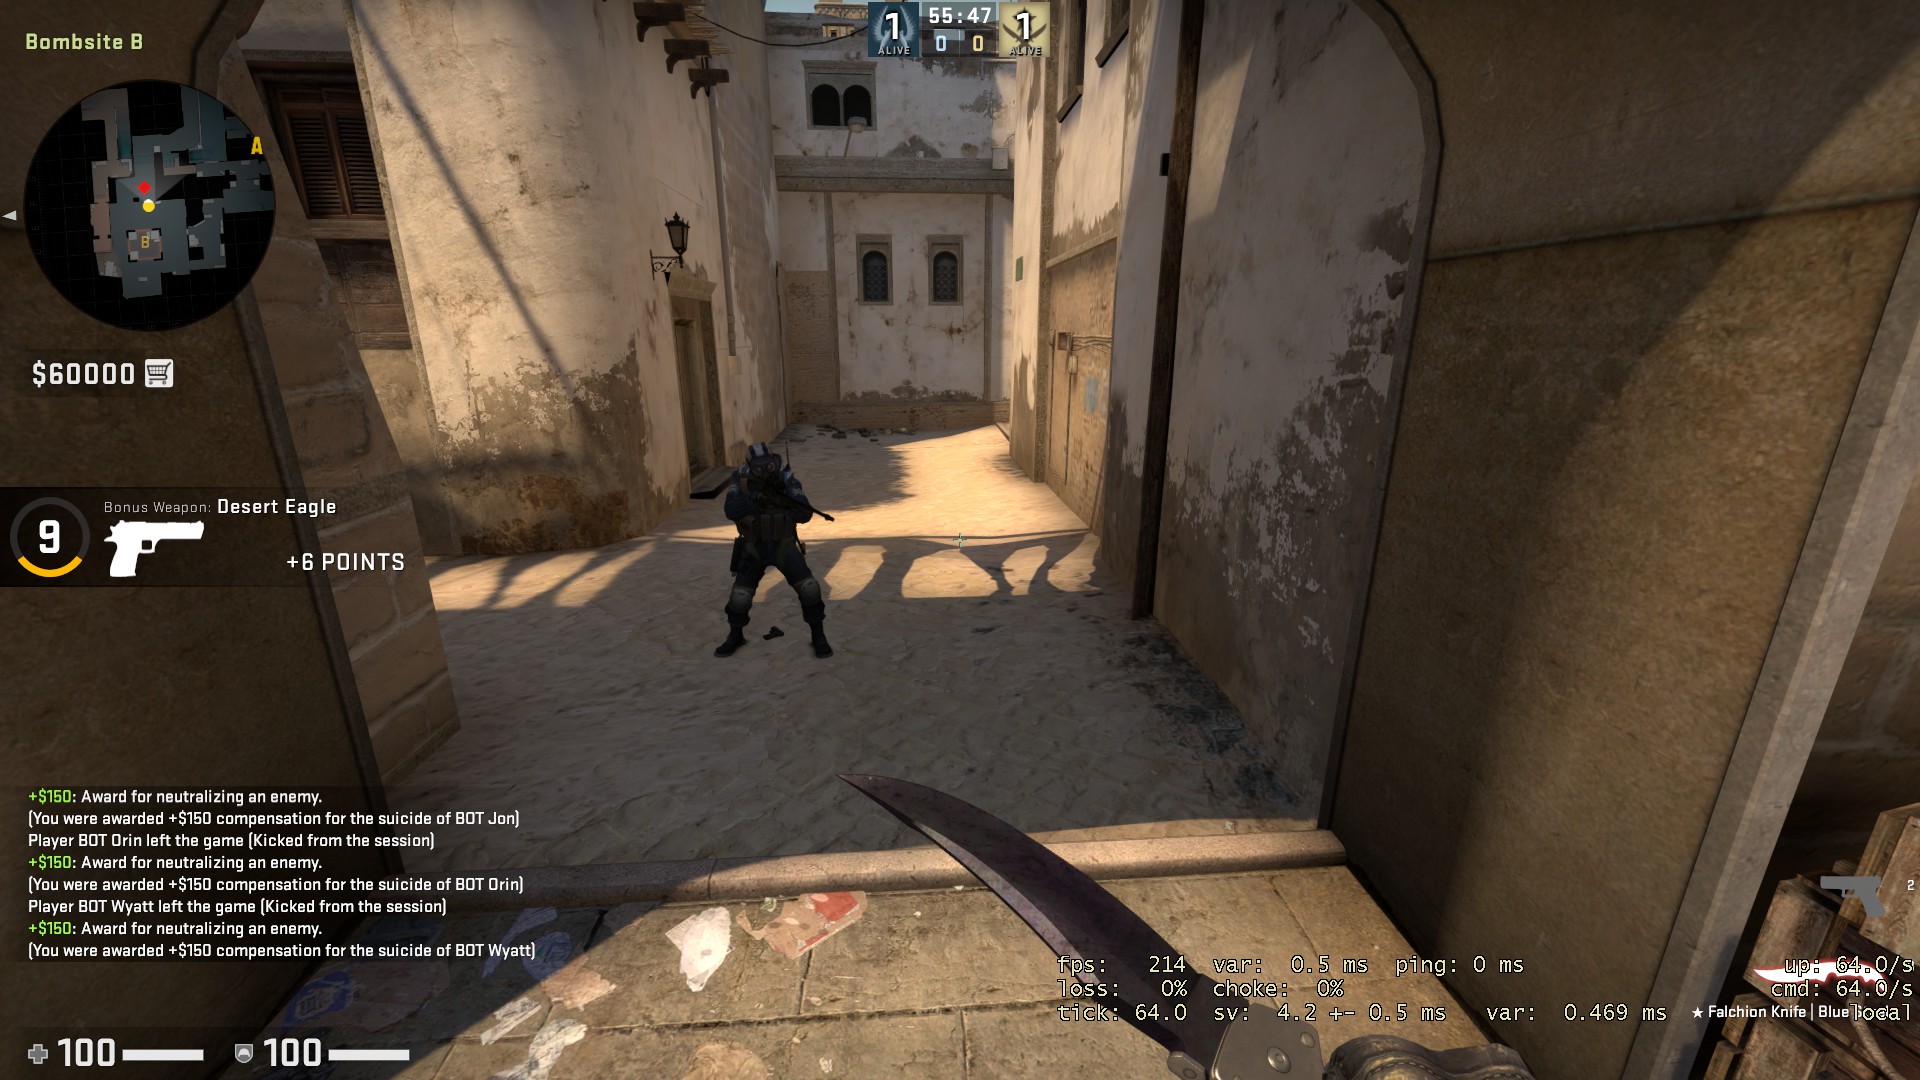 Bombsite B
1 55:47 1
ALIVE 0 0 ALIVE
A
B
$60000
9 Bonus Weapon: Desert Eagle
+6 POINTS
+$150: Award for neutralizing an enemy.
(You were awarded +$150 compensation for the suicide of BOT Jon)
Player BOT Orin left the game (Kicked from the session)
+$150: Award for neutralizing an enemy.
(You were awarded +$150 compensation for the suicide of BOT Orin)
Player BOT Wyatt left the game (Kicked from the session)
+$150: Award for neutralizing an enemy.
(You were awarded +$150 compensation for the suicide of BOT Wyatt)
2
fps: 214 var: 0.5 ms ping: 0 ms up: 64.0/s
loss: 0% choke: 0% cmd: 64.0/s
tick: 64.0 sv: 4.2 +- 0.5 ms var: 0.469 ms local
★ Falchion Knife | Blue
100 100